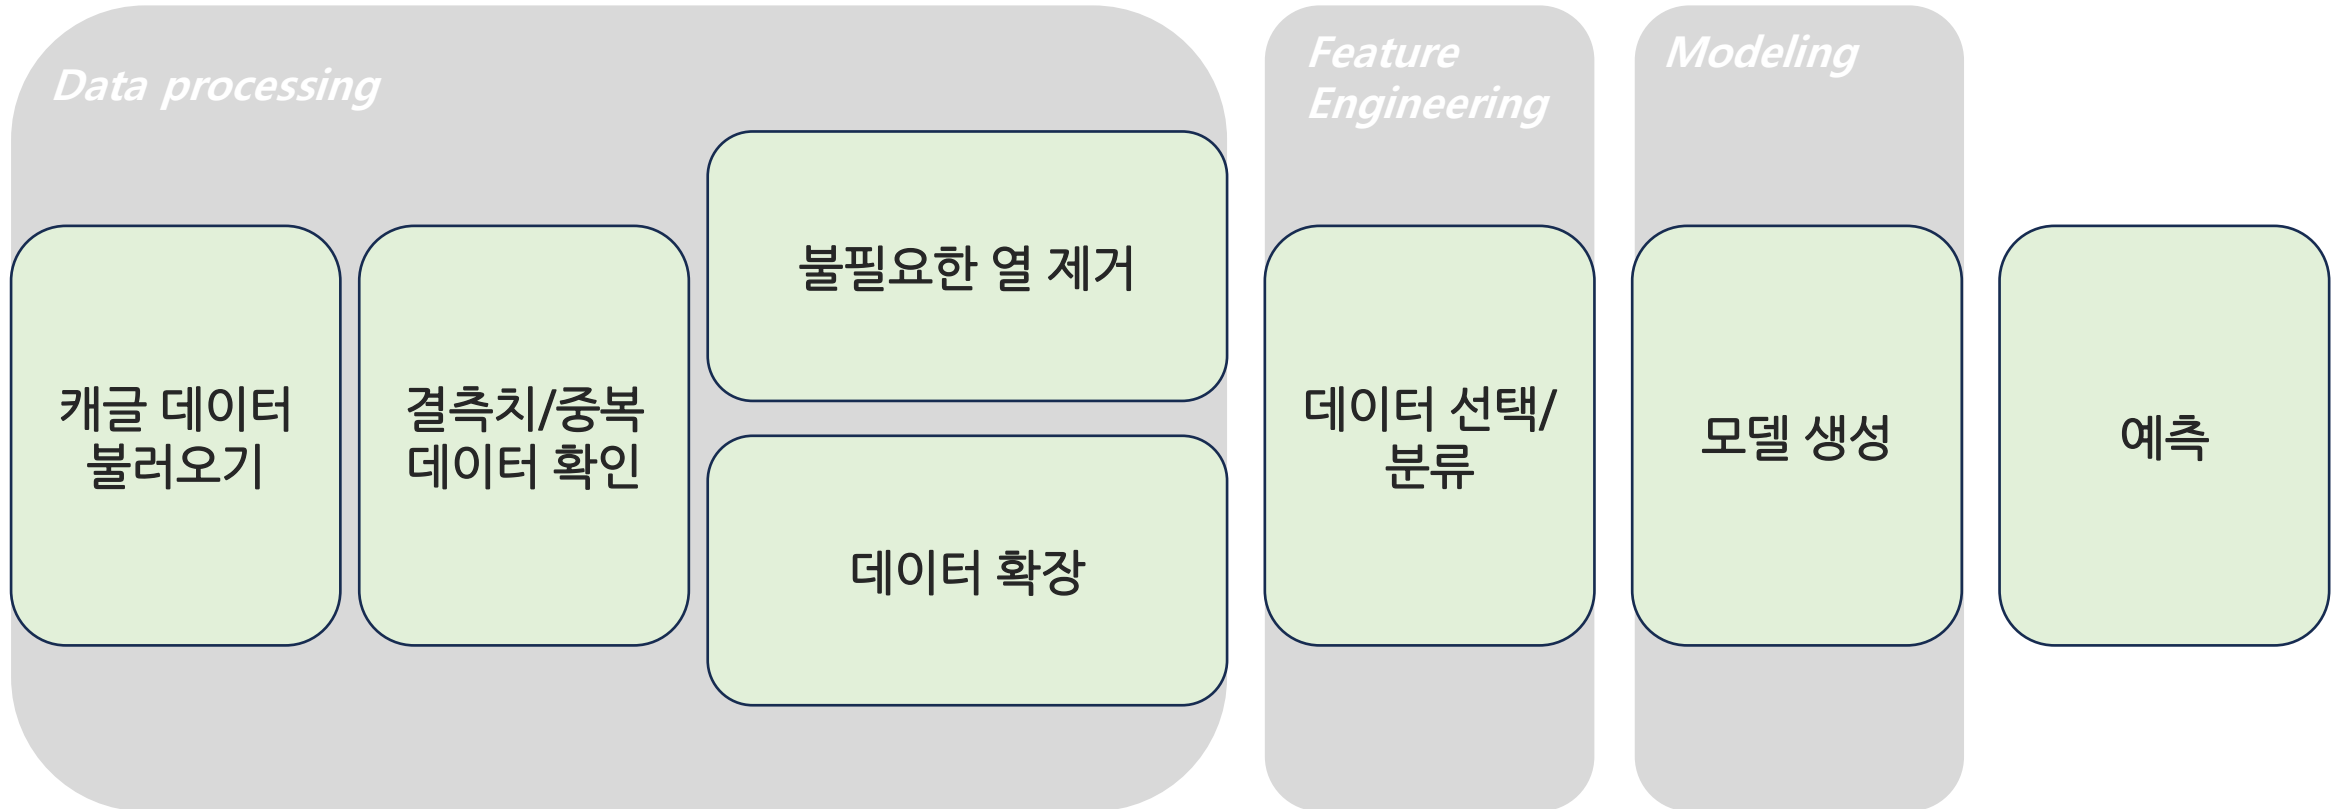 Data processing
캐글 데이터
불러오기
결측치/중복
데이터 확인
불필요한 열 제거
데이터 확장
Feature
Engineering
데이터 선택/
분류
Modeling
모델 생성
예측